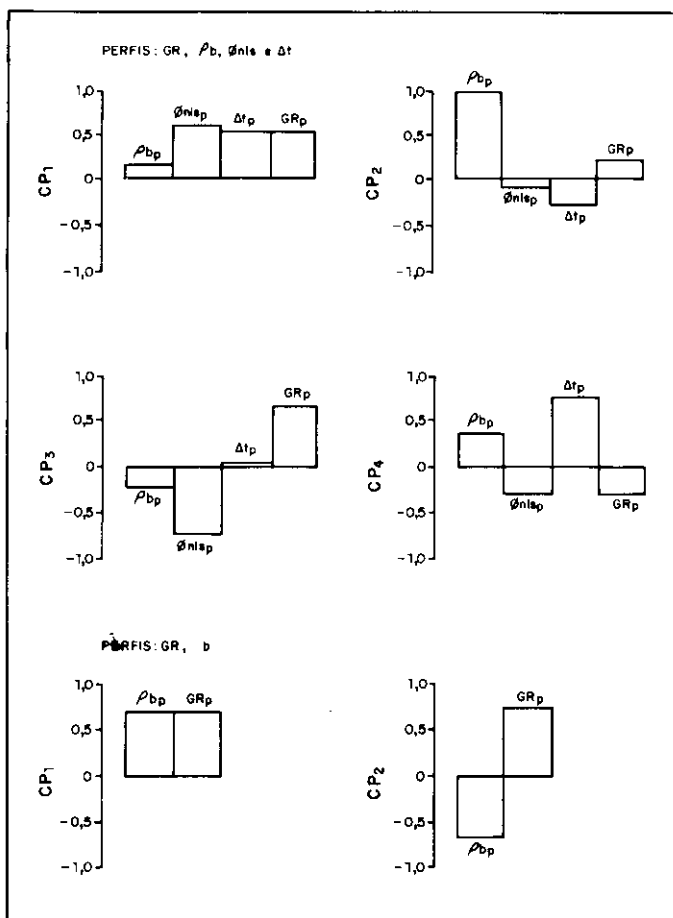 PERFIS: GR, ρb, Ønls e Δt
1,0
0,5
0
−0,5
−1,0
CP1
ρbp
Ønlsp
Δtp
GRp
1,0
0,5
0
−0,5
−1,0
CP2
ρbp
Ønlsp
Δtp
GRp
1,0
0,5
0
−0,5
−1,0
CP3
ρbp
Ønlsp
Δtp
GRp
1,0
0,5
0
−0,5
−1,0
CP4
ρbp
Ønlsp
Δtp
GRp
PERFIS: GR, b
1,0
0,5
0
−0,5
−1,0
CP1
ρbp
GRp
1,0
0,5
0
−0,5
−1,0
CP2
ρbp
GRp